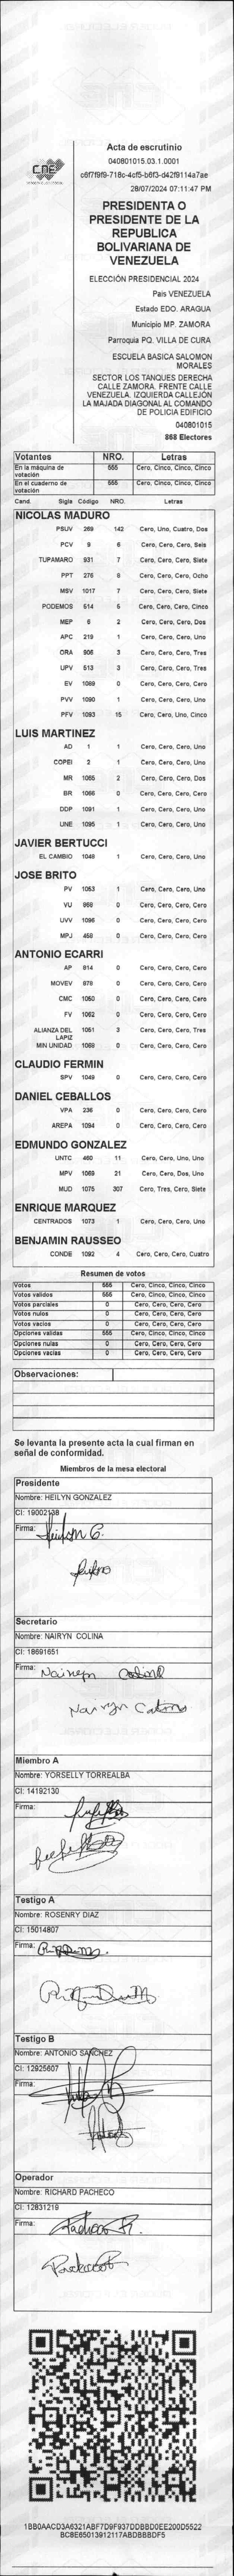 Acta de escrutinio
040801015.03.1.0001
c6f7f9f9-718c-4cf5-b6f3-d42f9114a7ae
28/07/2024 07:11:47 PM
CNE
PRESIDENTA O
PRESIDENTE DE LA
REPUBLICA
BOLIVARIANA DE
VENEZUELA
ELECCIÓN PRESIDENCIAL 2024
Pais VENEZUELA
Estado EDO. ARAGUA
Municipio MP. ZAMORA
Parroquia PQ. VILLA DE CURA
ESCUELA BASICA SALOMON
MORALES
SECTOR LOS TANQUES DERECHA
CALLE ZAMORA. FRENTE CALLE
VENEZUELA. IZQUIERDA CALLEJÓN
LA MAJADA DIAGONAL AL COMANDO
DE POLICIA EDIFICIO
040801015
868 Electores
Votantes NRO. Letras
En la máquina de votación 555 Cero, Cinco, Cinco, Cinco
En el cuaderno de votación 555 Cero, Cinco, Cinco, Cinco
Cand. Sigla Código NRO. Letras
NICOLAS MADURO
PSUV 269 142 Cero, Uno, Cuatro, Dos
PCV 9 6 Cero, Cero, Cero, Seis
TUPAMARO 931 7 Cero, Cero, Cero, Siete
PPT 276 8 Cero, Cero, Cero, Ocho
MSV 1017 7 Cero, Cero, Cero, Siete
PODEMOS 514 5 Cero, Cero, Cero, Cinco
MEP 6 2 Cero, Cero, Cero, Dos
APC 219 1 Cero, Cero, Cero, Uno
ORA 906 3 Cero, Cero, Cero, Tres
UPV 513 3 Cero, Cero, Cero, Tres
EV 1089 0 Cero, Cero, Cero, Cero
PVV 1090 1 Cero, Cero, Cero, Uno
PFV 1093 15 Cero, Cero, Uno, Cinco
LUIS MARTINEZ
AD 1 1 Cero, Cero, Cero, Uno
COPEI 2 1 Cero, Cero, Cero, Uno
MR 1065 2 Cero, Cero, Cero, Dos
BR 1066 0 Cero, Cero, Cero, Cero
DDP 1091 1 Cero, Cero, Cero, Uno
UNE 1095 1 Cero, Cero, Cero, Uno
JAVIER BERTUCCI
EL CAMBIO 1048 1 Cero, Cero, Cero, Uno
JOSE BRITO
PV 1053 1 Cero, Cero, Cero, Uno
VU 868 0 Cero, Cero, Cero, Cero
UVV 1096 0 Cero, Cero, Cero, Cero
MPJ 458 0 Cero, Cero, Cero, Cero
ANTONIO ECARRI
AP 814 0 Cero, Cero, Cero, Cero
MOVEV 878 0 Cero, Cero, Cero, Cero
CMC 1050 0 Cero, Cero, Cero, Cero
FV 1062 0 Cero, Cero, Cero, Cero
ALIANZA DEL LAPIZ 1051 3 Cero, Cero, Cero, Tres
MIN UNIDAD 1088 0 Cero, Cero, Cero, Cero
CLAUDIO FERMIN
SPV 1049 0 Cero, Cero, Cero, Cero
DANIEL CEBALLOS
VPA 236 0 Cero, Cero, Cero, Cero
AREPA 1094 0 Cero, Cero, Cero, Cero
EDMUNDO GONZALEZ
UNTC 460 11 Cero, Cero, Uno, Uno
MPV 1069 21 Cero, Cero, Dos, Uno
MUD 1075 307 Cero, Tres, Cero, Siete
ENRIQUE MARQUEZ
CENTRADOS 1073 1 Cero, Cero, Cero, Uno
BENJAMIN RAUSSEO
CONDE 1092 4 Cero, Cero, Cero, Cuatro
Resumen de votos
Votos 555 Cero, Cinco, Cinco, Cinco
Votos validos 555 Cero, Cinco, Cinco, Cinco
Votos parciales 0 Cero, Cero, Cero, Cero
Votos nulos 0 Cero, Cero, Cero, Cero
Votos vacios 0 Cero, Cero, Cero, Cero
Opciones validas 555 Cero, Cinco, Cinco, Cinco
Opciones nulas 0 Cero, Cero, Cero, Cero
Opciones vacias 0 Cero, Cero, Cero, Cero
Observaciones:
Se levanta la presente acta la cual firman en
señal de conformidad.
Miembros de la mesa electoral
Presidente
Nombre: HEILYN GONZALEZ
CI: 19002138
Firma: Heilyn G.
Secretario
Nombre: NAIRYN COLINA
CI: 18691651
Firma: Nairyn Colina
Nairyn Colina
Miembro A
Nombre: YORSELLY TORREALBA
CI: 14192130
Firma:
Testigo A
Nombre: ROSENRY DIAZ
CI: 15014807
Firma:
Testigo B
Nombre: ANTONIO SANCHEZ
CI: 12925607
Firma:
Operador
Nombre: RICHARD PACHECO
CI: 12831219
Firma: Pacheco R.
1BB0AACD3A6321ABF7D9F937DDBBD0EE200D5522
BC8E65013912117ABDBBBDF5